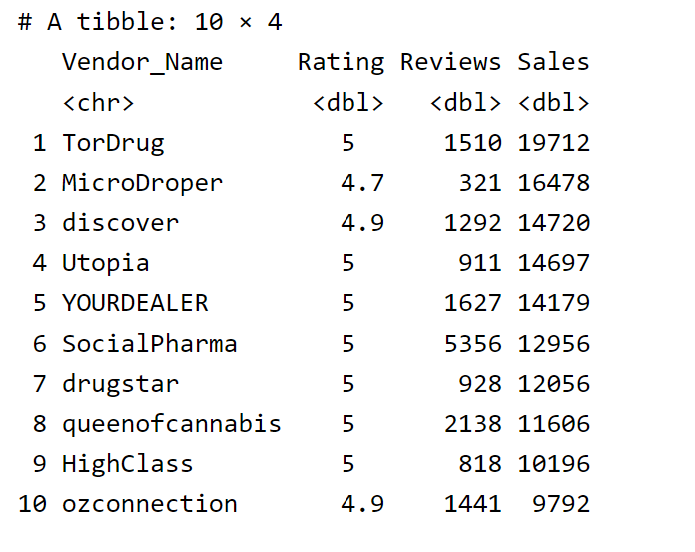 # A tibble: 10 × 4
Vendor_Name Rating Reviews Sales
<chr> <dbl> <dbl> <dbl>
1 TorDrug 5 1510 19712
2 MicroDroper 4.7 321 16478
3 discover 4.9 1292 14720
4 Utopia 5 911 14697
5 YOURDEALER 5 1627 14179
6 SocialPharma 5 5356 12956
7 drugstar 5 928 12056
8 queenofcannabis 5 2138 11606
9 HighClass 5 818 10196
10 ozconnection 4.9 1441 9792